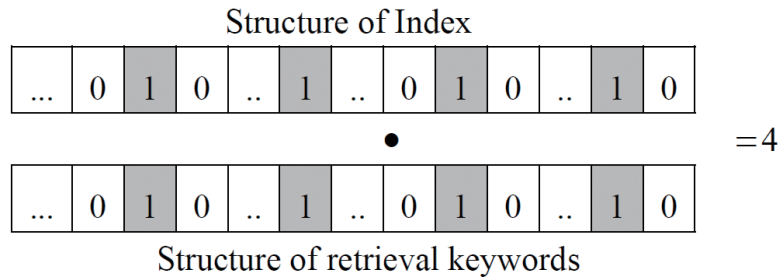 Structure of Index
... 0 1 0 .. 1 .. 0 1 0 .. 1 0
• =4
... 0 1 0 .. 1 .. 0 1 0 .. 1 0
Structure of retrieval keywords